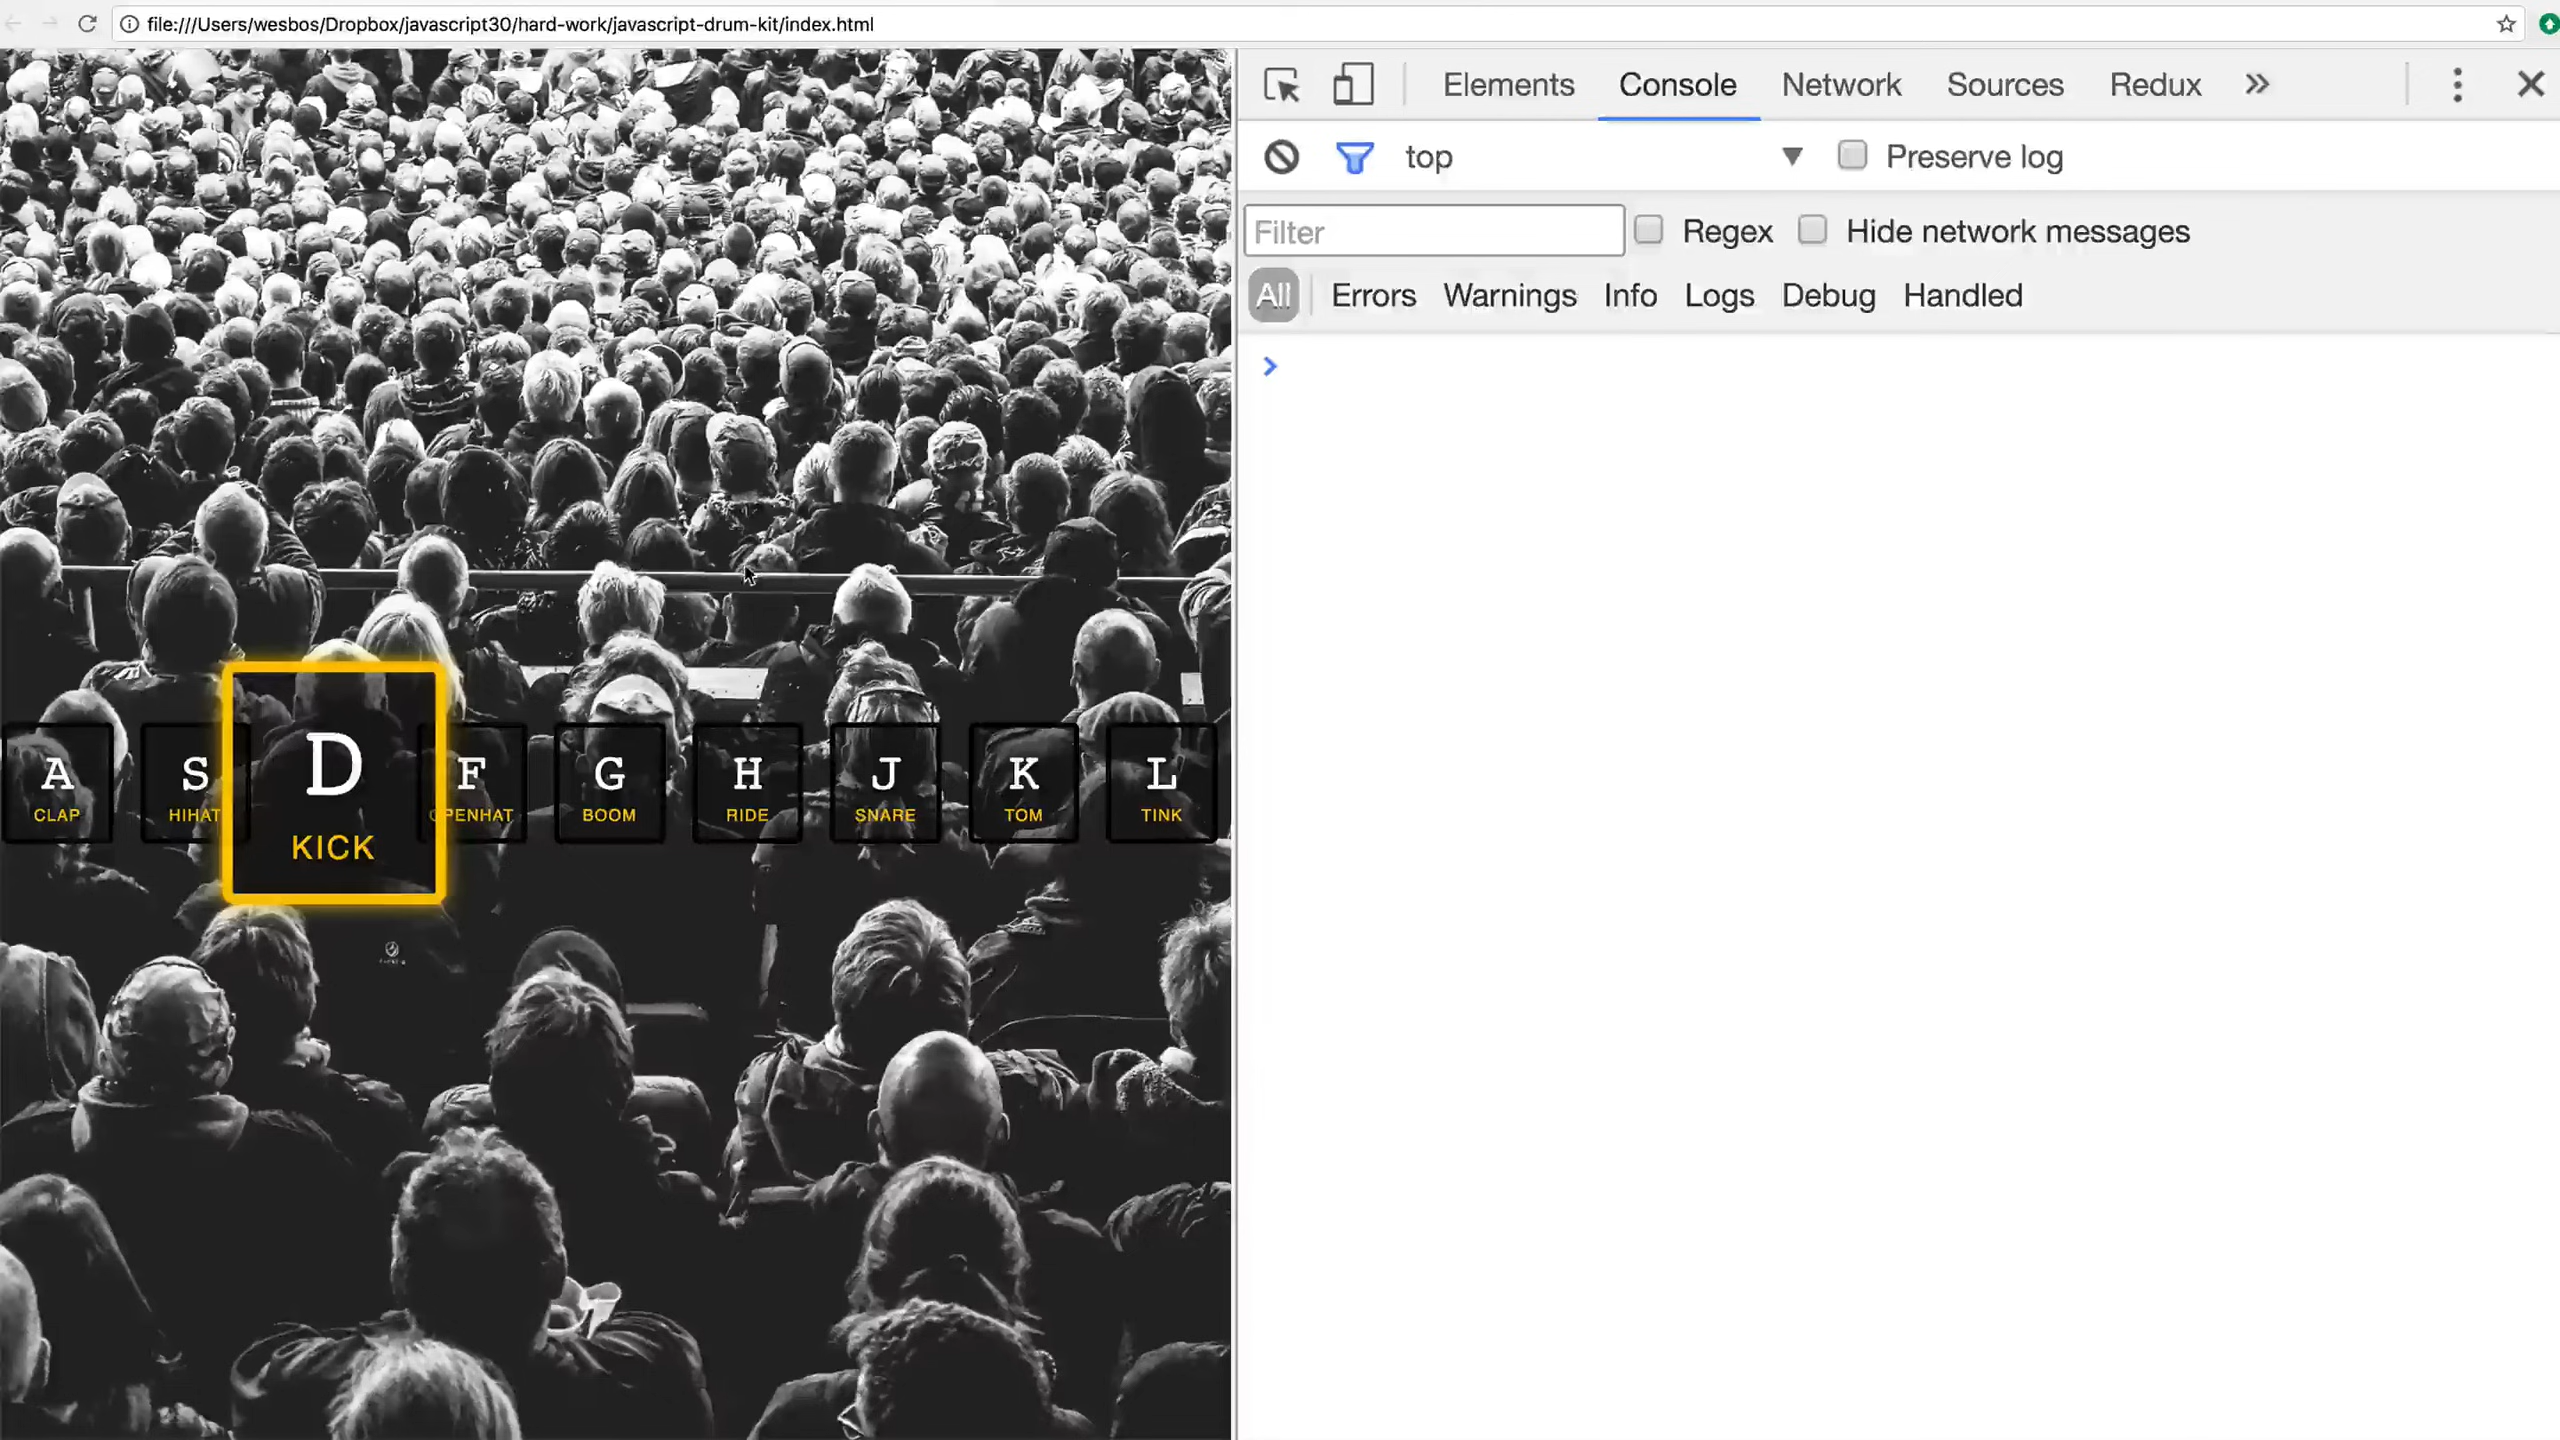 file:///Users/wesbos/Dropbox/javascript30/hard-work/javascript-drum-kit/index.html
Elements Console Network Sources Redux
top Preserve log
Filter Regex Hide network messages
All Errors Warnings Info Logs Debug Handled
A S D F G H J K L
CLAP HIHAT KICK OPENHAT BOOM RIDE SNARE TOM TINK